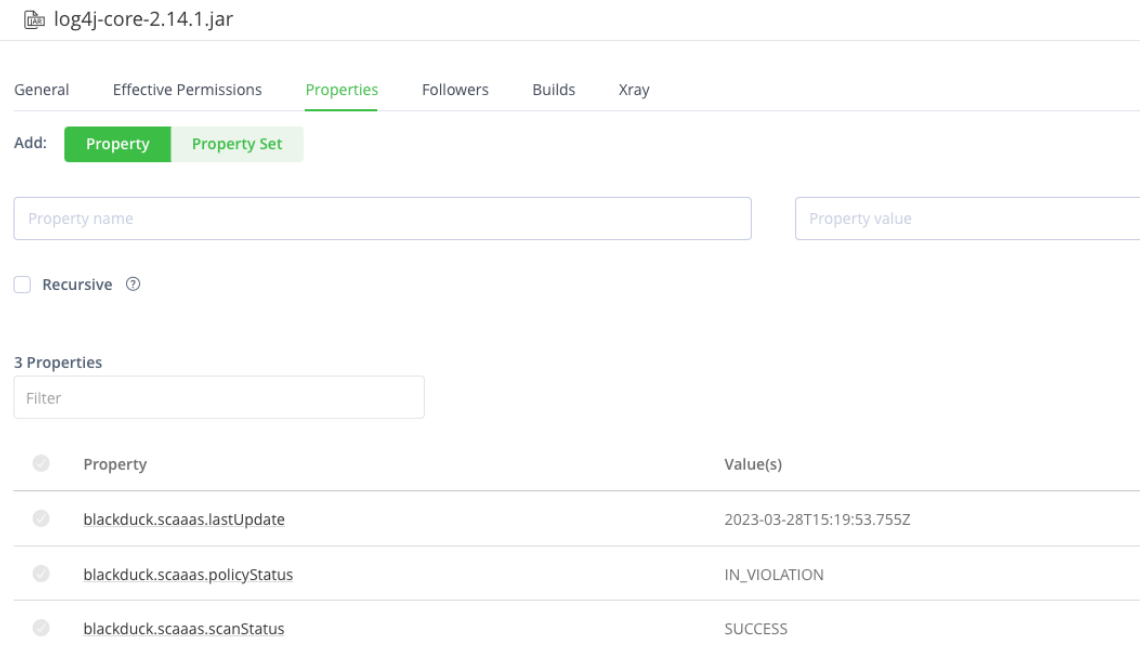 JAR log4j-core-2.14.1.jar
General Effective Permissions Properties Followers Builds Xray
Add: Property Property Set
Property name Property value
Recursive ?
3 Properties
Filter
Property Value(s)
blackduck.scaaas.lastUpdate 2023-03-28T15:19:53.755Z
blackduck.scaaas.policyStatus IN_VIOLATION
blackduck.scaaas.scanStatus SUCCESS